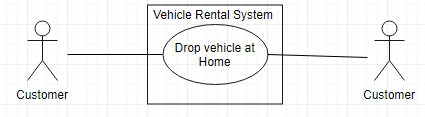 Vehicle Rental System
Drop vehicle at
Home
Customer
Customer